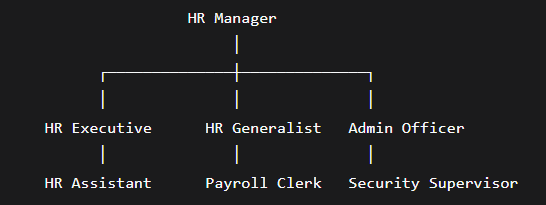 HR Manager
HR Executive HR Generalist Admin Officer
HR Assistant Payroll Clerk Security Supervisor